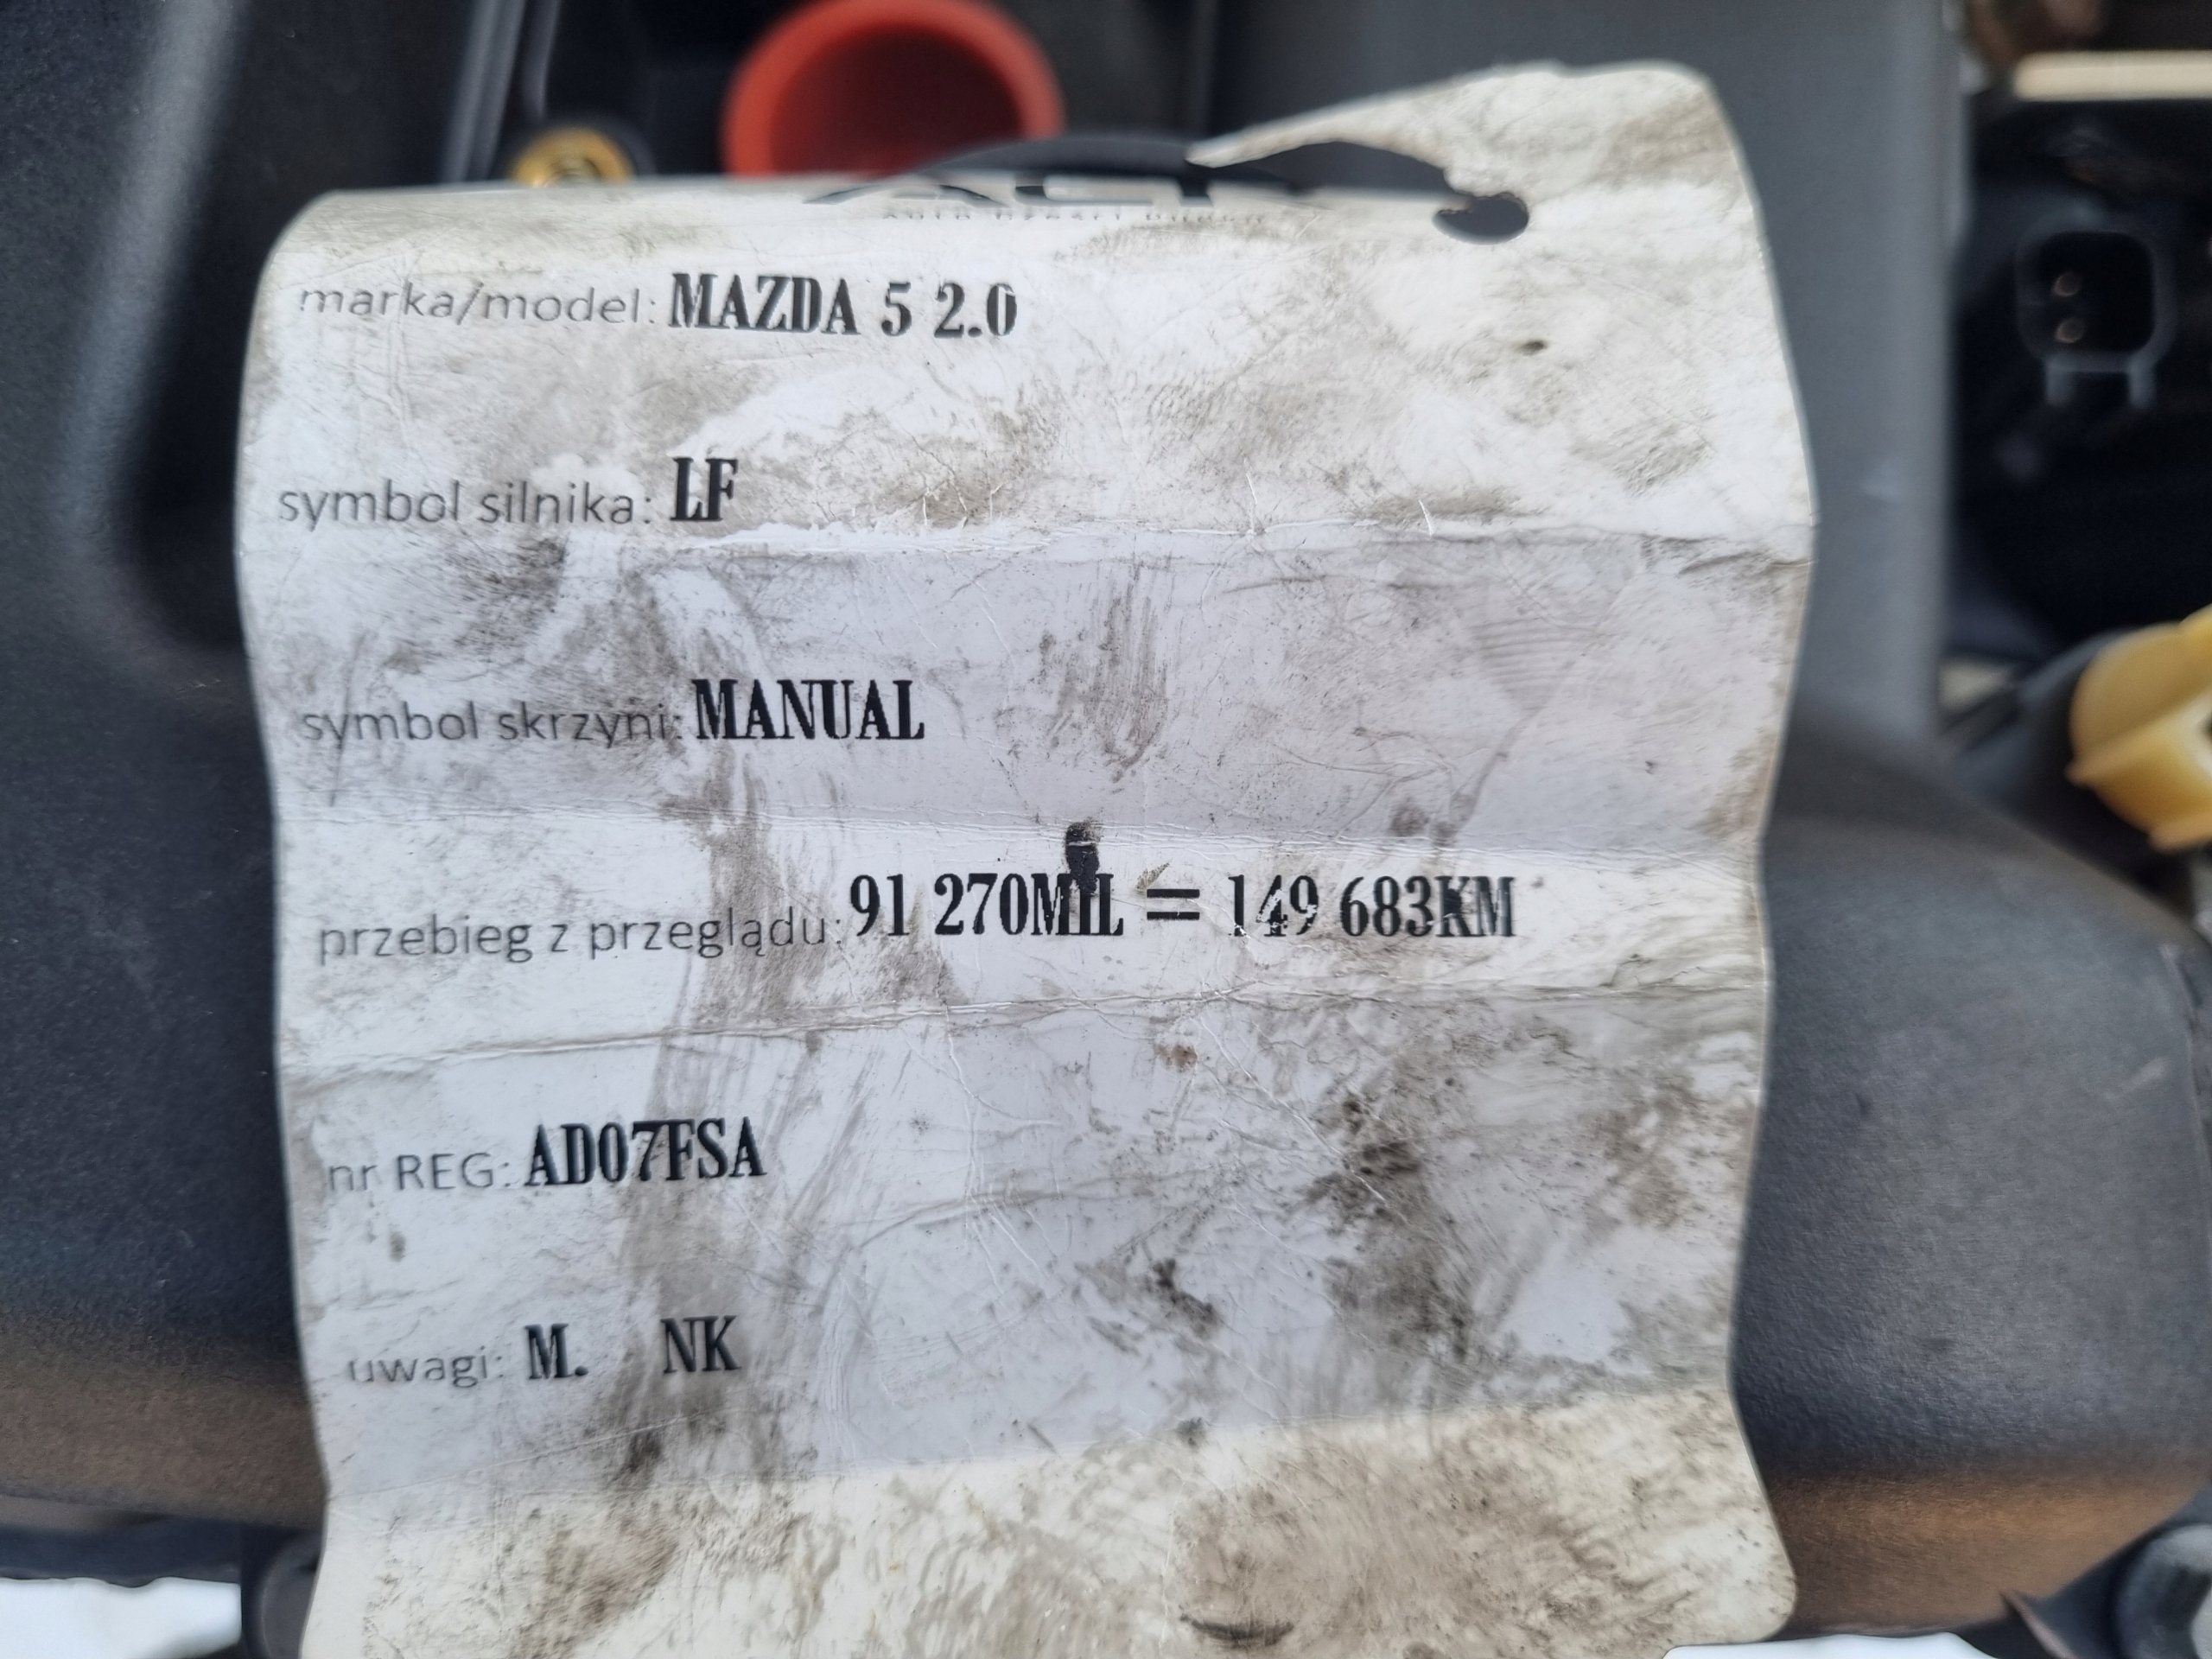 marka/model: MAZDA 5 2.0
symbol silnika: LF
symbol skrzyni: MANUAL
przebieg z przeglądu: 91 270MIL = 149 683KM
nr REG: AD07FSA
uwagi: M. NK